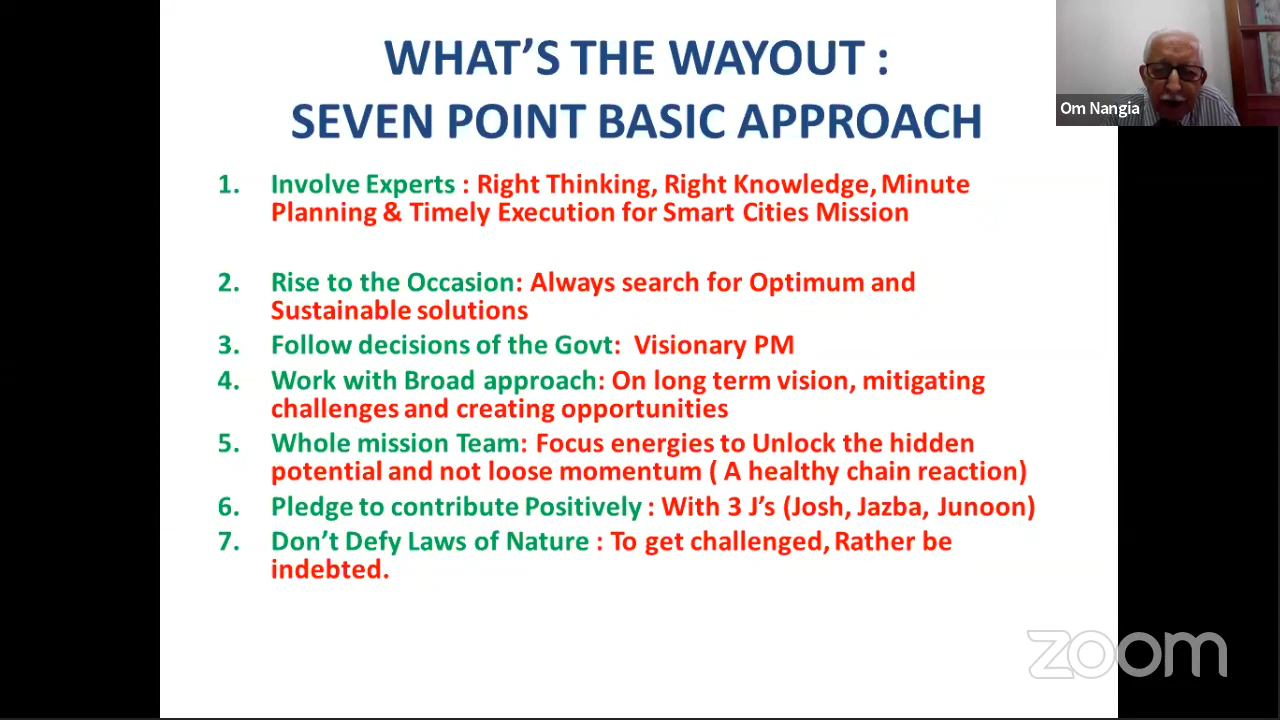 WHAT'S THE WAYOUT :
SEVEN POINT BASIC APPROACH
Om Nangia
1. Involve Experts : Right Thinking, Right Knowledge, Minute
Planning & Timely Execution for Smart Cities Mission
2. Rise to the Occasion: Always search for Optimum and
Sustainable solutions
3. Follow decisions of the Govt: Visionary PM
4. Work with Broad approach: On long term vision, mitigating
challenges and creating opportunities
5. Whole mission Team: Focus energies to Unlock the hidden
potential and not loose momentum ( A healthy chain reaction)
6. Pledge to contribute Positively : With 3 J's (Josh, Jazba, Junoon)
7. Don't Defy Laws of Nature : To get challenged, Rather be
indebted.
zoom